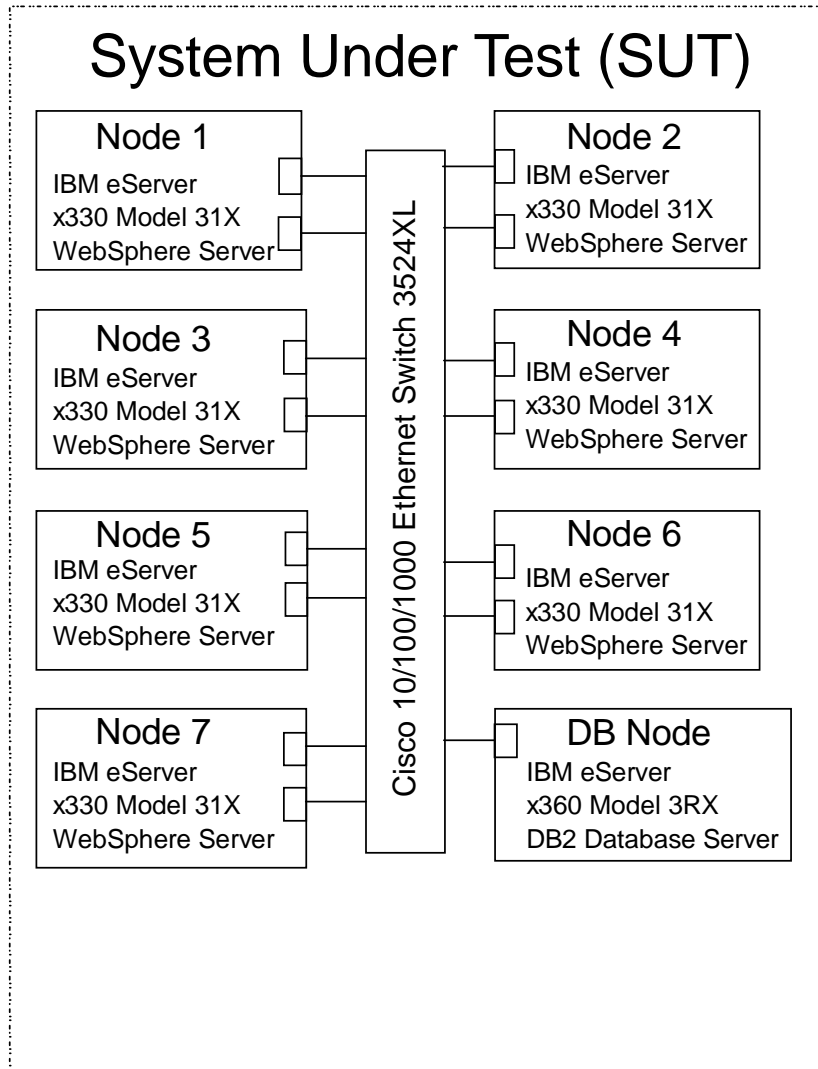 System Under Test (SUT)
Node 1
IBM eServer
x330 Model 31X
WebSphere Server
Node 2
IBM eServer
x330 Model 31X
WebSphere Server
Node 3
IBM eServer
x330 Model 31X
WebSphere Server
Node 4
IBM eServer
x330 Model 31X
WebSphere Server
Node 5
IBM eServer
x330 Model 31X
WebSphere Server
Node 6
IBM eServer
x330 Model 31X
WebSphere Server
Node 7
IBM eServer
x330 Model 31X
WebSphere Server
DB Node
IBM eServer
x360 Model 3RX
DB2 Database Server
Cisco 10/100/1000 Ethernet Switch 3524XL